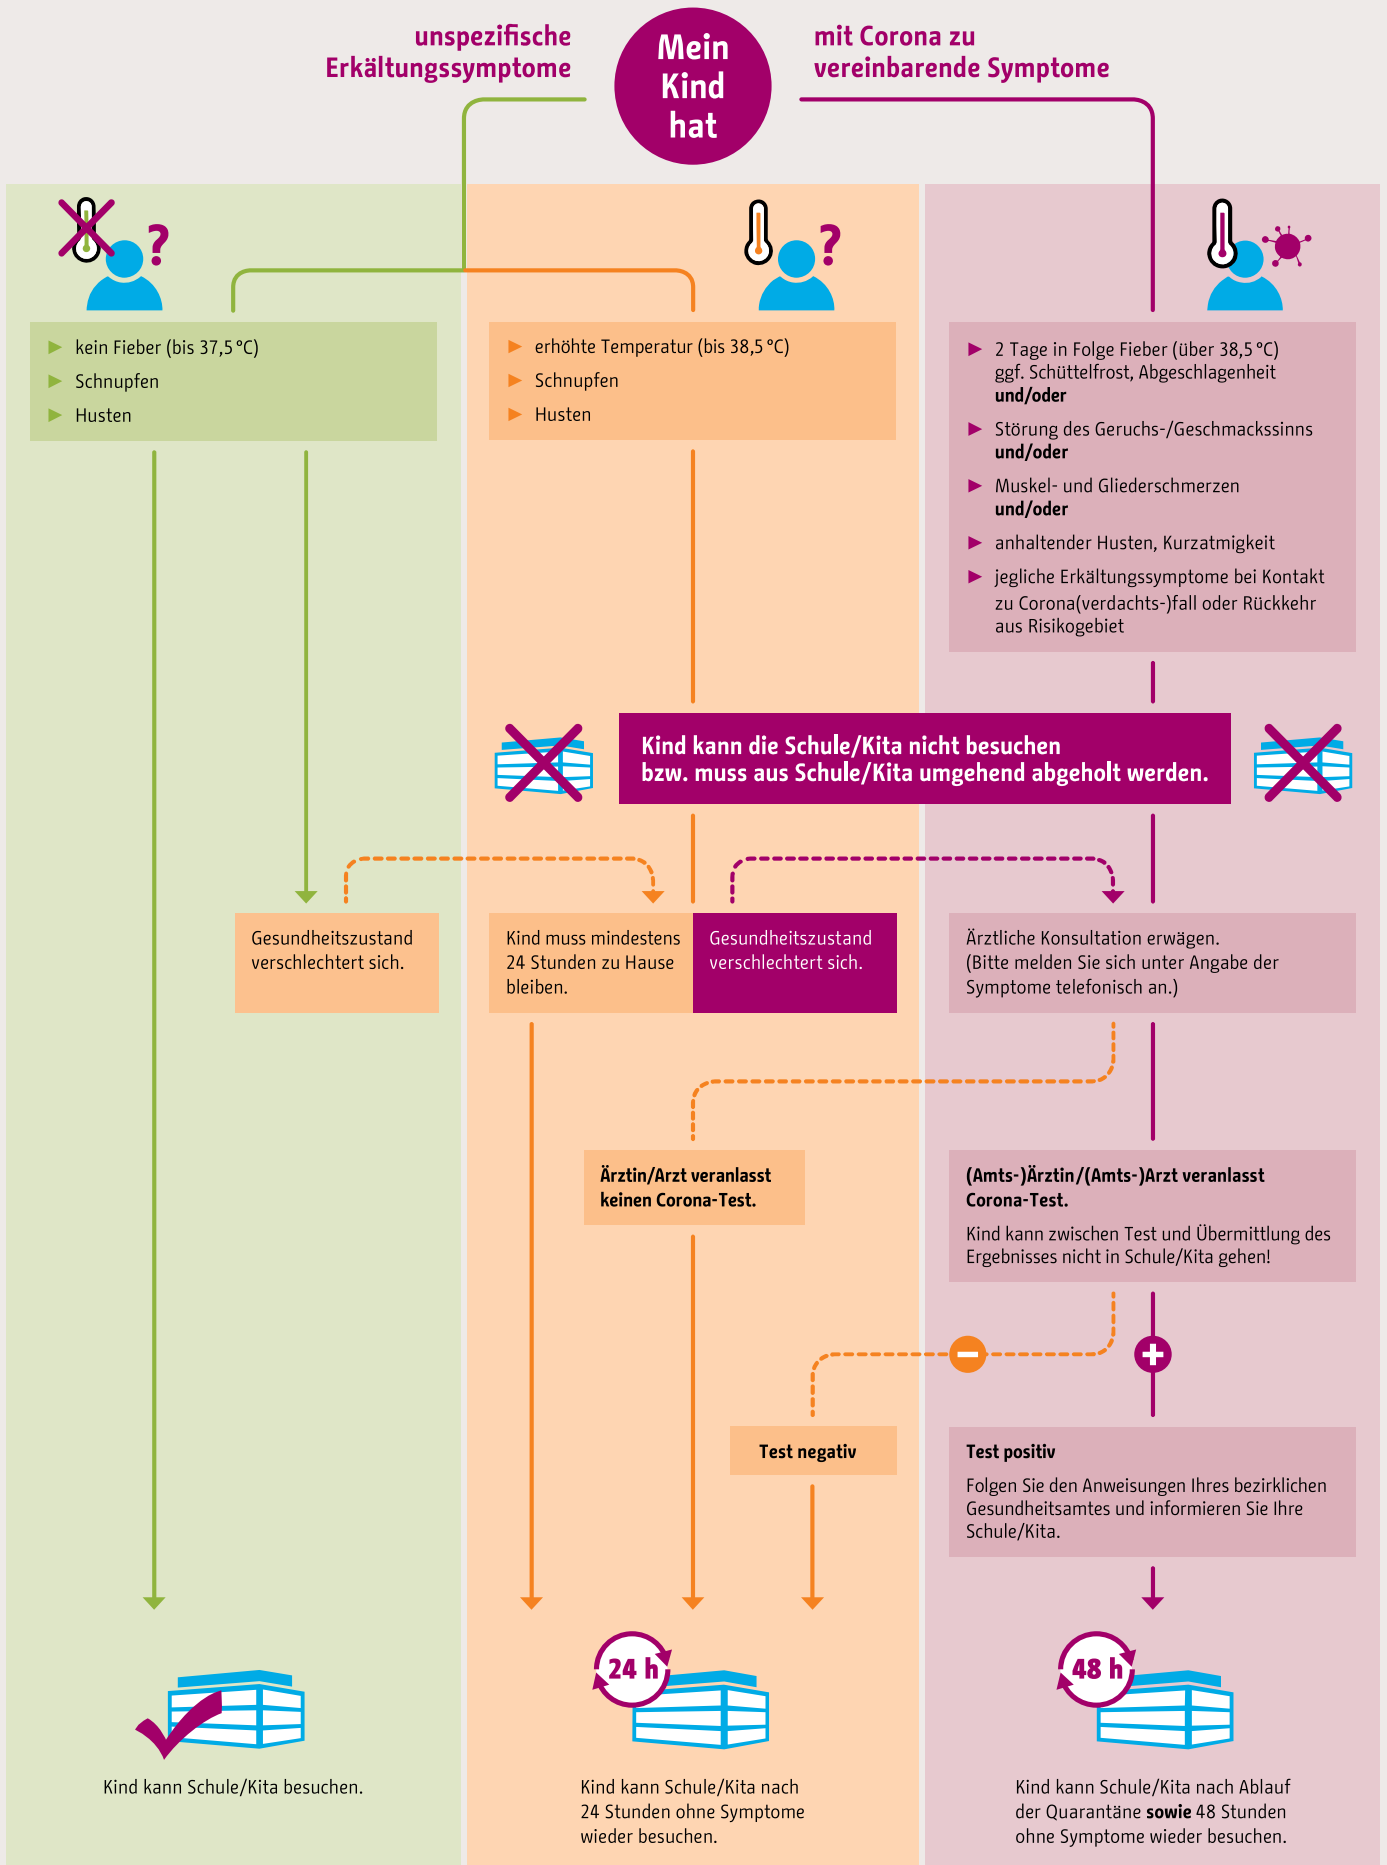 unspezifische
Erkältungssymptome
Mein
Kind
hat
mit Corona zu
vereinbarende Symptome
?
?
kein Fieber (bis 37,5 °C)
Schnupfen
Husten
erhöhte Temperatur (bis 38,5 °C)
Schnupfen
Husten
2 Tage in Folge Fieber (über 38,5 °C)
ggf. Schüttelfrost, Abgeschlagenheit
und/oder
Störung des Geruchs-/Geschmackssinns
und/oder
Muskel- und Gliederschmerzen
und/oder
anhaltender Husten, Kurzatmigkeit
jegliche Erkältungssymptome bei Kontakt
zu Corona(verdachts-)fall oder Rückkehr
aus Risikogebiet
Kind kann die Schule/Kita nicht besuchen
bzw. muss aus Schule/Kita umgehend abgeholt werden.
Gesundheitszustand
verschlechtert sich.
Kind muss mindestens
24 Stunden zu Hause
bleiben.
Gesundheitszustand
verschlechtert sich.
Ärztliche Konsultation erwägen.
(Bitte melden Sie sich unter Angabe der
Symptome telefonisch an.)
Ärztin/Arzt veranlasst
keinen Corona-Test.
(Amts-)Ärztin/(Amts-)Arzt veranlasst
Corona-Test.
Kind kann zwischen Test und Übermittlung des
Ergebnisses nicht in Schule/Kita gehen!
Test negativ
Test positiv
Folgen Sie den Anweisungen Ihres bezirklichen
Gesundheitsamtes und informieren Sie Ihre
Schule/Kita.
24 h
48 h
Kind kann Schule/Kita besuchen.
Kind kann Schule/Kita nach
24 Stunden ohne Symptome
wieder besuchen.
Kind kann Schule/Kita nach Ablauf
der Quarantäne sowie 48 Stunden
ohne Symptome wieder besuchen.